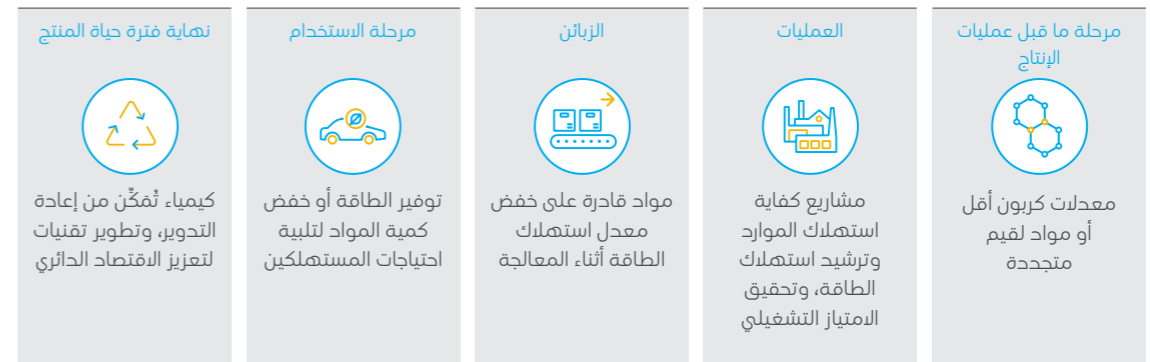 مرحلة ما قبل عمليات
الإنتاج
معدلات كربون أقل
أو مواد لقيم
متجددة
العمليات
مشاريع كفاية
استهلاك الموارد
وترشيد استهلاك
الطاقة، وتحقيق
الامتياز التشغيلي
الزبائن
مواد قادرة على خفض
معدل استهلاك
الطاقة أثناء المعالجة
مرحلة الاستخدام
توفير الطاقة أو خفض
كمية المواد لتلبية
احتياجات المستهلكين
نهاية فترة حياة المنتج
كيمياء تُمَكِّن من إعادة
التدوير، وتطوير تقنيات
لتعزيز الاقتصاد الدائري